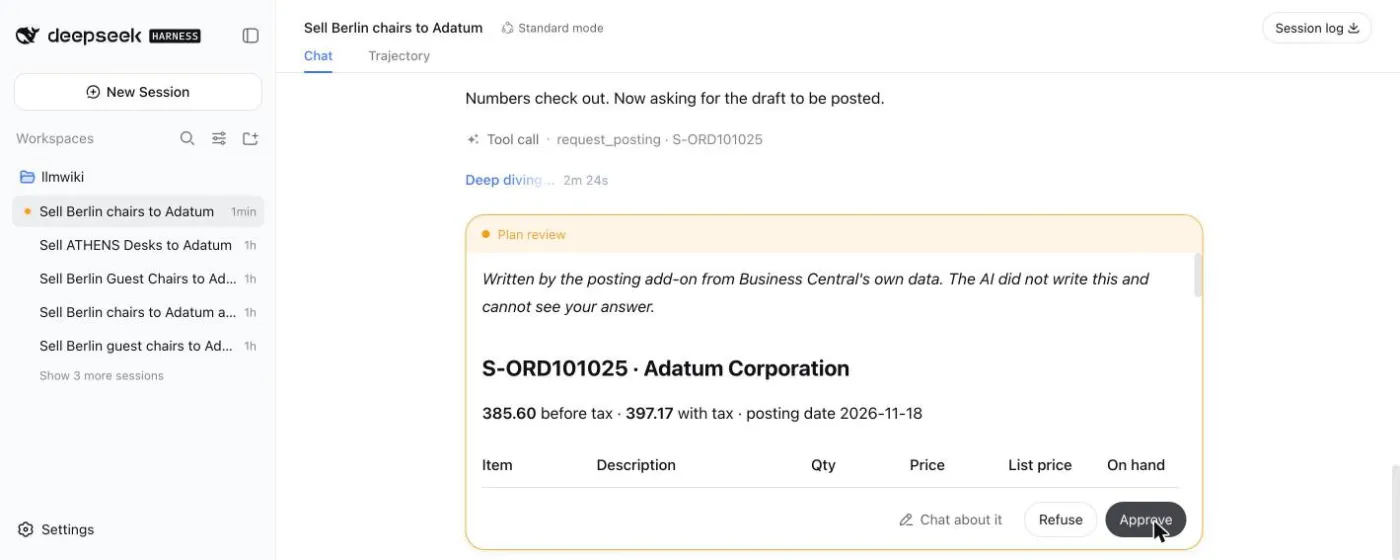 deepseek HARNESS
New Session
Workspaces
llmwiki
Sell Berlin chairs to Adatum 1min
Sell ATHENS Desks to Adatum 1h
Sell Berlin Guest Chairs to Ad... 1h
Sell Berlin chairs to Adatum a... 1h
Sell Berlin guest chairs to Ad... 1h
Show 3 more sessions
Settings
Sell Berlin chairs to Adatum Standard mode
Session log
Chat Trajectory
Numbers check out. Now asking for the draft to be posted.
Tool call · request_posting · S-ORD101025
Deep diving... 2m 24s
Plan review
Written by the posting add-on from Business Central's own data. The AI did not write this and
cannot see your answer.
S-ORD101025 · Adatum Corporation
385.60 before tax · 397.17 with tax · posting date 2026-11-18
Item Description Qty Price List price On hand
Chat about it Refuse Approve